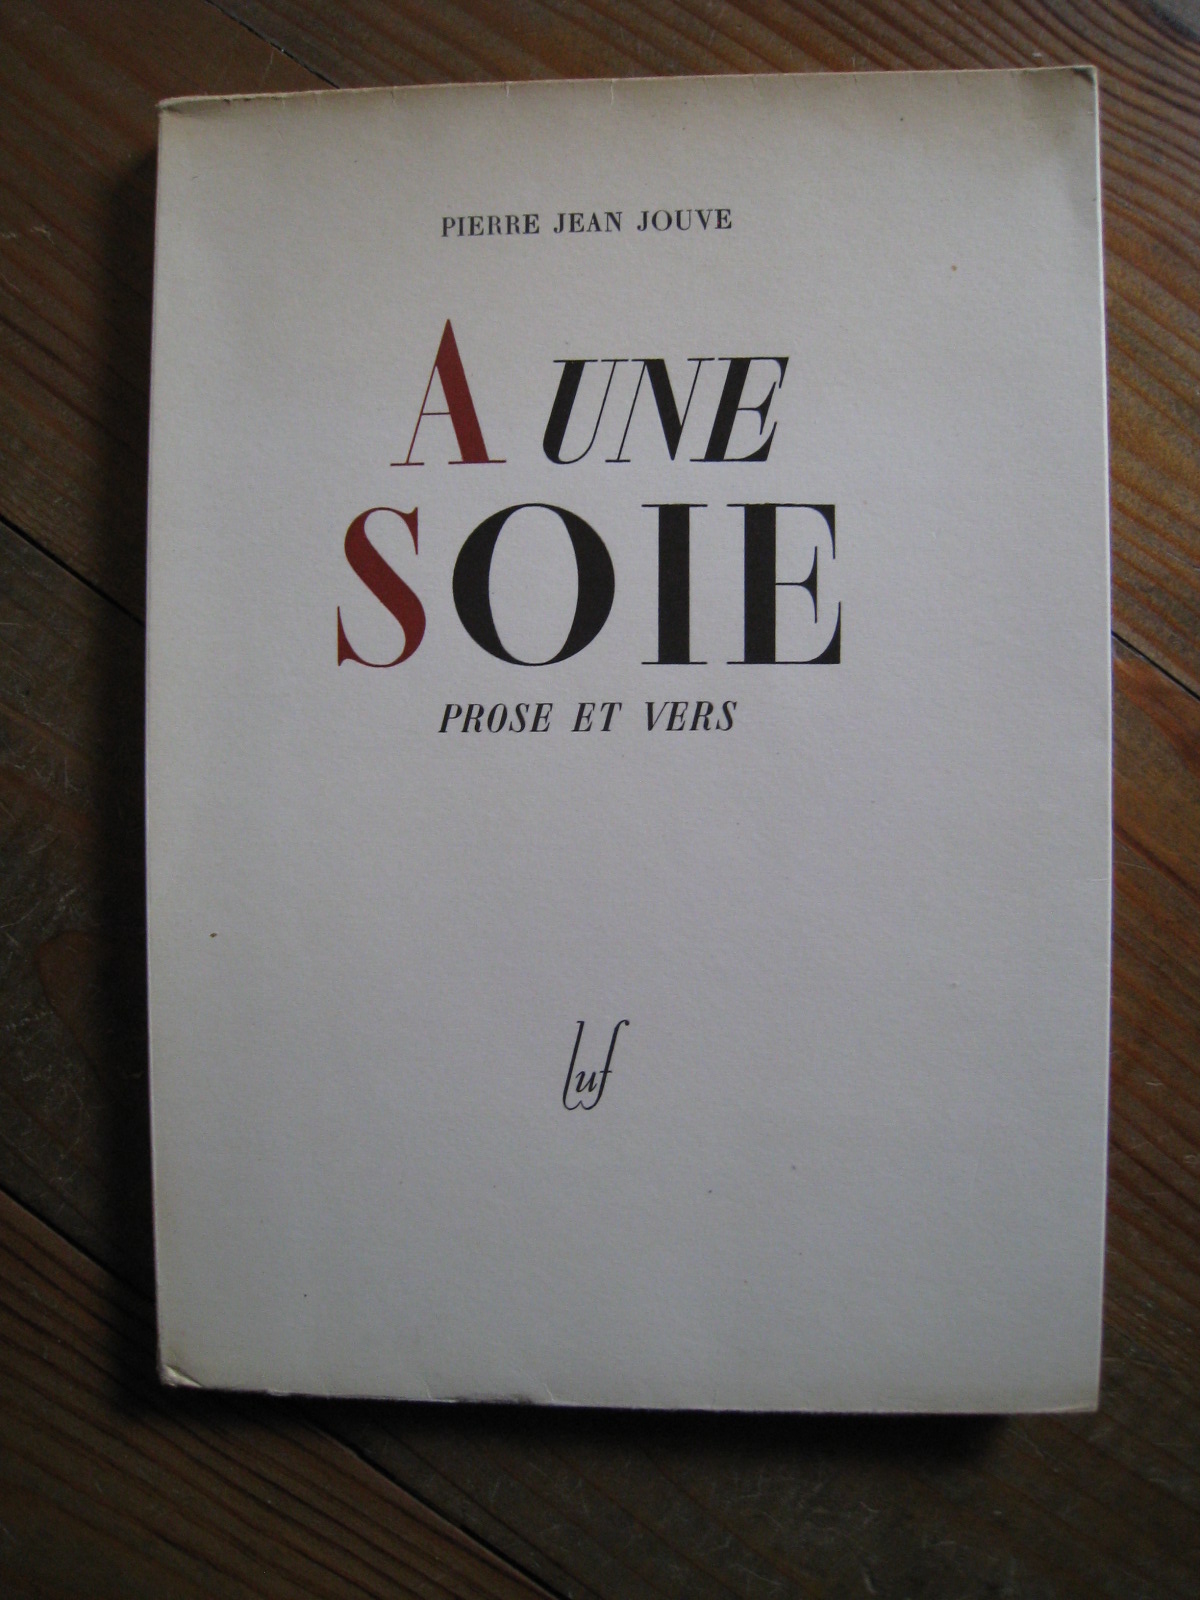 PIERRE JEAN JOUVE
A UNE
SOIE
PROSE ET VERS
luf